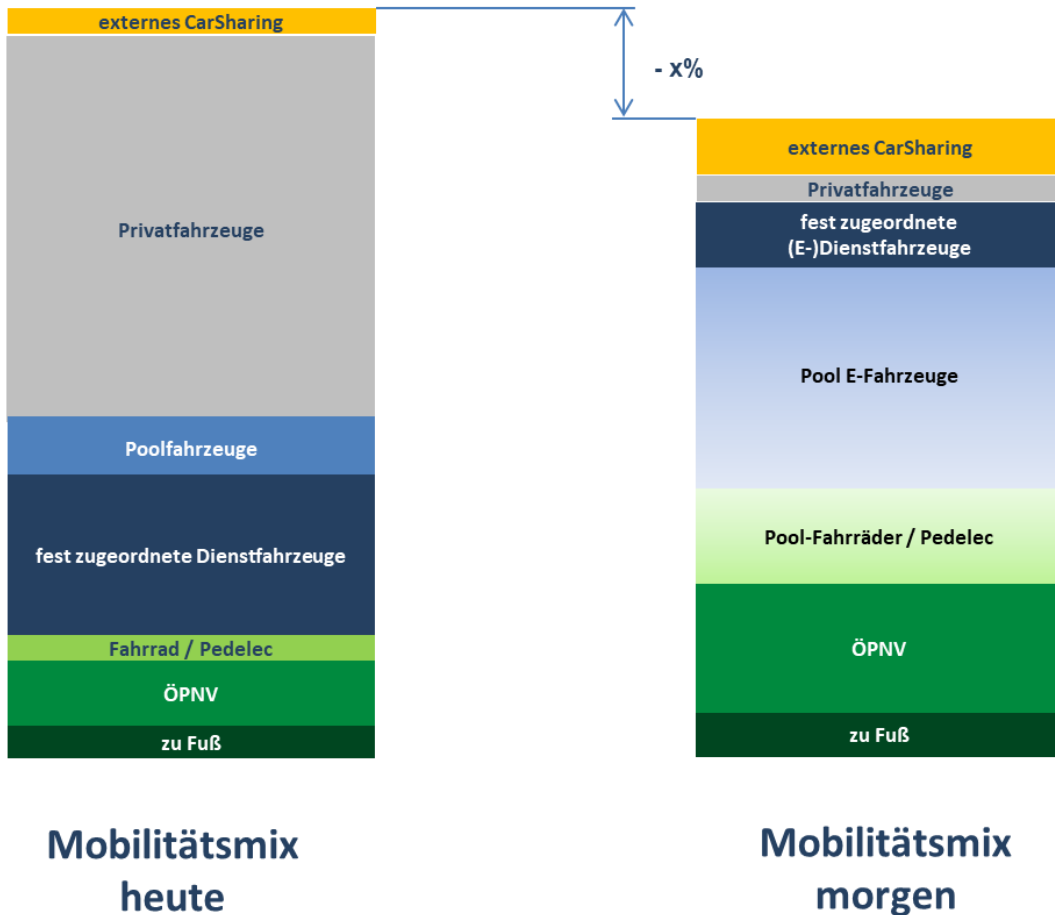 externes CarSharing
Privatfahrzeuge
Poolfahrzeuge
fest zugeordnete Dienstfahrzeuge
Fahrrad / Pedelec
ÖPNV
zu Fuß
Mobilitätsmix
heute
- x%
externes CarSharing
Privatfahrzeuge
fest zugeordnete
(E-)Dienstfahrzeuge
Pool E-Fahrzeuge
Pool-Fahrräder / Pedelec
ÖPNV
zu Fuß
Mobilitätsmix
morgen